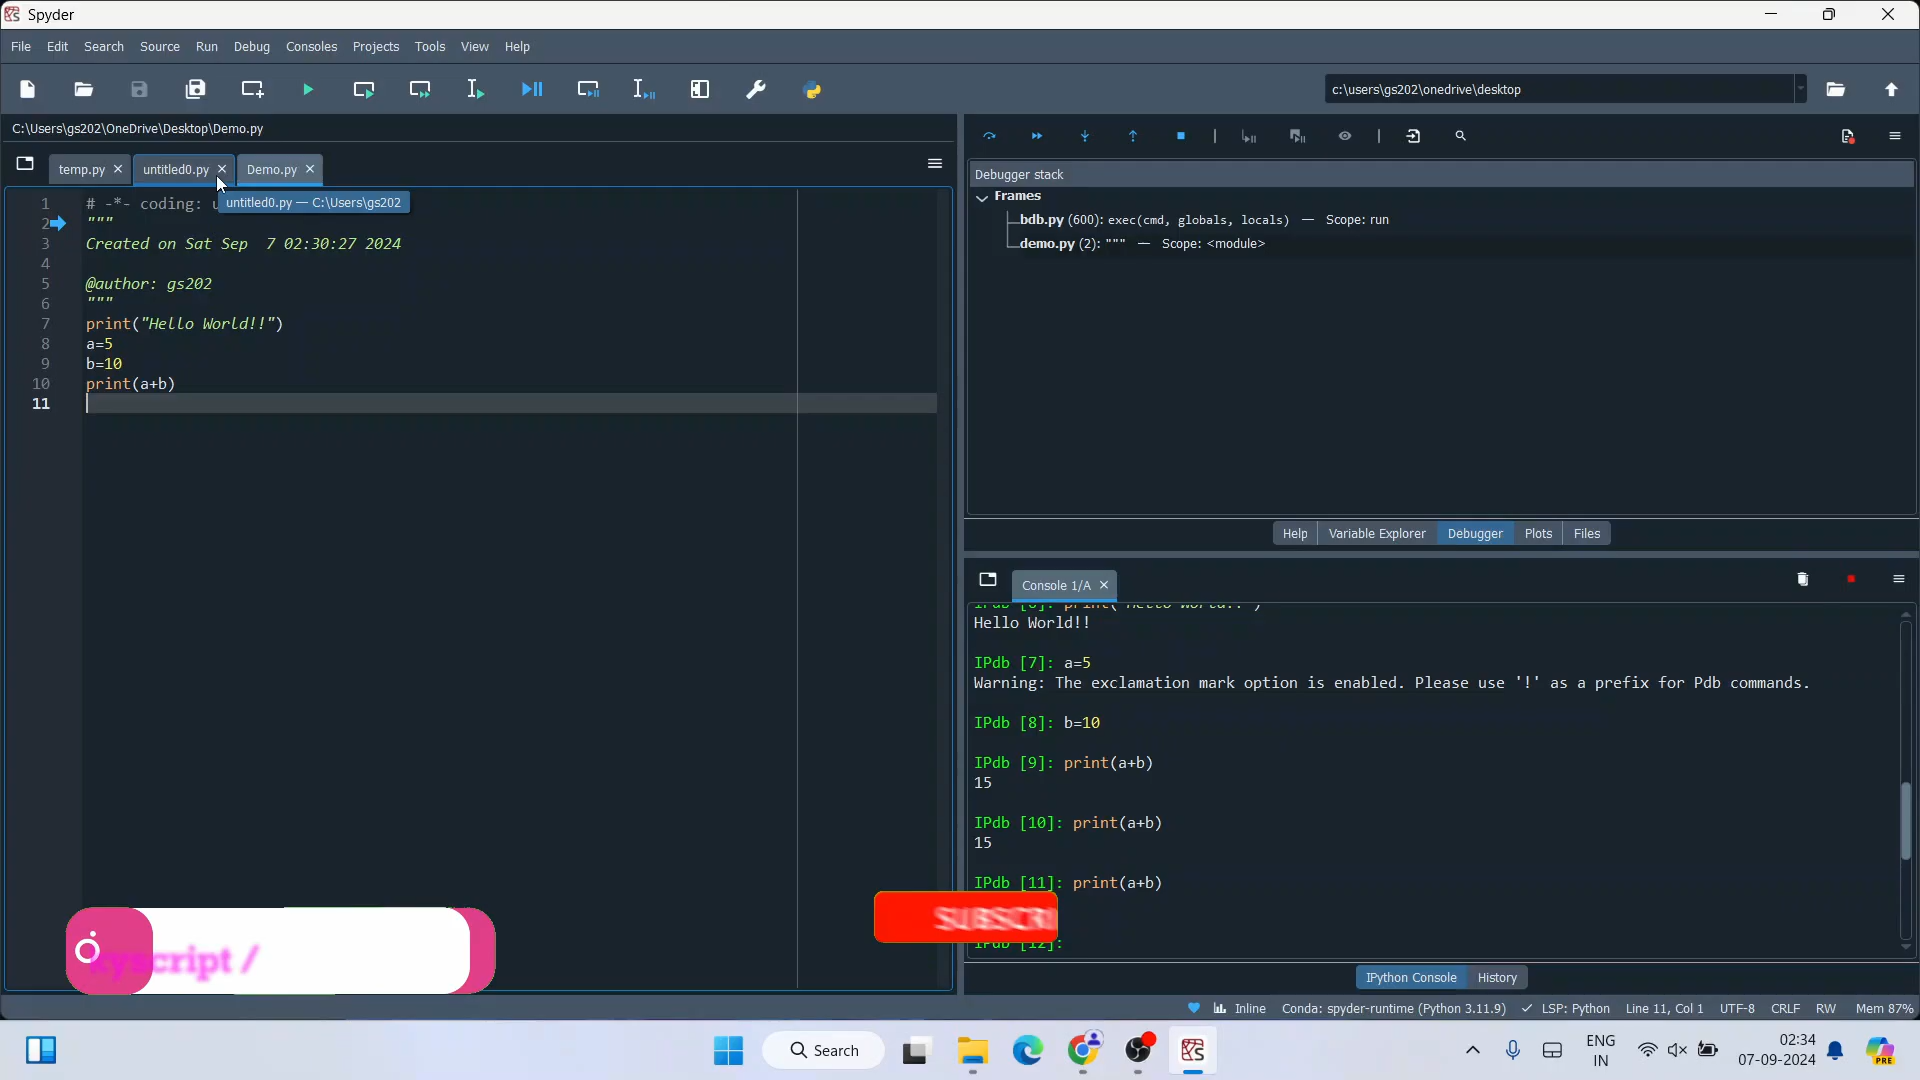 Spyder
File Edit Search Source Run Debug Consoles Projects Tools View Help
c:\users\gs202\onedrive\desktop
C:\Users\gs202\OneDrive\Desktop\Demo.py
temp.py untitled0.py Demo.py
untitled0.py — C:\Users\gs202
1 # -*- coding:
2 """
3 Created on Sat Sep  7 02:30:27 2024
4
5 @author: gs202
6 """
7 print("Hello World!!")
8 a=5
9 b=10
10 print(a+b)
11
Debugger stack
Frames
bdb.py (600): exec(cmd, globals, locals) — Scope: run
demo.py (2): """ — Scope: <module>
Help Variable Explorer Debugger Plots Files
Console 1/A
Hello World!!
IPdb [7]: a=5
Warning: The exclamation mark option is enabled. Please use '!' as a prefix for Pdb commands.
IPdb [8]: b=10
IPdb [9]: print(a+b)
15
IPdb [10]: print(a+b)
15
IPdb [11]: print(a+b)
IPdb [12]:
SUBSCRI
kyscript /
IPython Console History
Inline Conda: spyder-runtime (Python 3.11.9) LSP: Python Line 11, Col 1 UTF-8 CRLF RW Mem 87%
Search
ENG
IN
02:34
07-09-2024
PRE